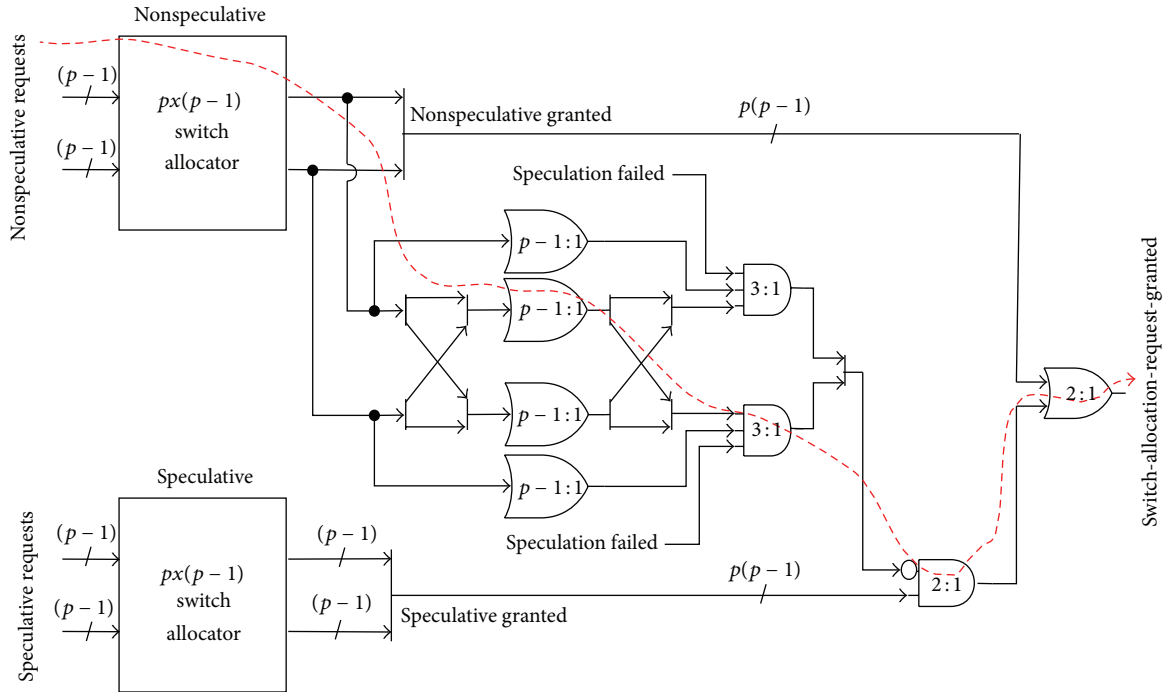 Nonspeculative
Nonspeculative requests
(p − 1)
(p − 1)
px(p − 1)
switch
allocator
Nonspeculative granted
p(p − 1)
Speculation failed
p − 1 : 1
p − 1 : 1
3 : 1
p − 1 : 1
3 : 1
p − 1 : 1
Speculation failed
2 : 1
Switch-allocation-request-granted
Speculative
Speculative requests
(p − 1)
(p − 1)
px(p − 1)
switch
allocator
(p − 1)
(p − 1)
Speculative granted
p(p − 1)
2 : 1